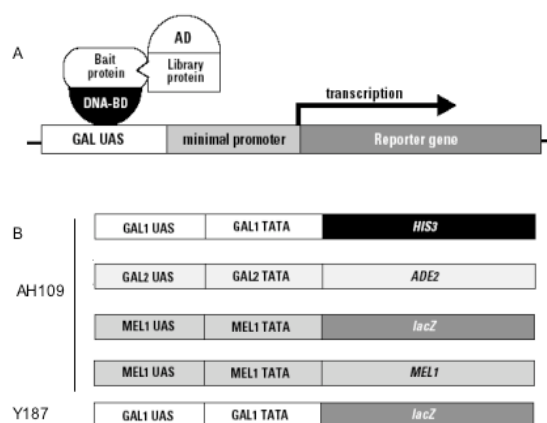 A
AD
Bait
protein
Library
protein
DNA-BD
transcription
GAL UAS minimal promoter Reporter gene
B
GAL1 UAS GAL1 TATA HIS3
AH109
GAL2 UAS GAL2 TATA ADE2
MEL1 UAS MEL1 TATA lacZ
MEL1 UAS MEL1 TATA MEL1
Y187
GAL1 UAS GAL1 TATA lacZ